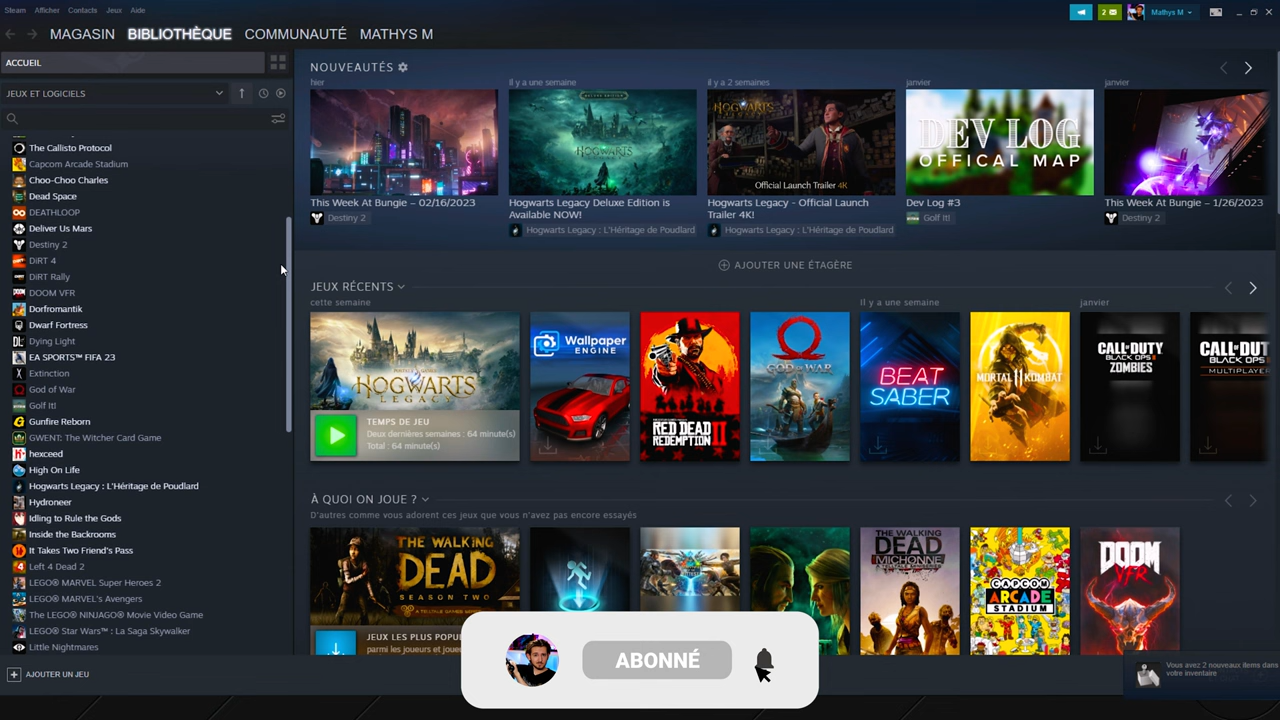 Steam Afficher Contacts Jeux Aide
2
Mathys M
MAGASIN BIBLIOTHÈQUE COMMUNAUTÉ MATHYS M
ACCUEIL
JEUX ET LOGICIELS
The Callisto Protocol
Capcom Arcade Stadium
Choo-Choo Charles
Dead Space
DEATHLOOP
Deliver Us Mars
Destiny 2
DiRT 4
DiRT Rally
DOOM VFR
Dorfromantik
Dwarf Fortress
Dying Light
EA SPORTS™ FIFA 23
Extinction
God of War
Golf It!
Gunfire Reborn
GWENT: The Witcher Card Game
hexceed
High On Life
Hogwarts Legacy : L'Héritage de Poudlard
Hydroneer
Idling to Rule the Gods
Inside the Backrooms
It Takes Two Friend's Pass
Left 4 Dead 2
LEGO® MARVEL Super Heroes 2
LEGO® MARVEL's Avengers
The LEGO® NINJAGO® Movie Video Game
LEGO® Star Wars™ : La Saga Skywalker
Little Nightmares
AJOUTER UN JEU
NOUVEAUTÉS
hier
Il y a une semaine
il y a 2 semaines
janvier
janvier
HOGWARTS
HOGWARTS
Official Launch Trailer 4K
DEV LOG
OFFICAL MAP
This Week At Bungie – 02/16/2023
Destiny 2
Hogwarts Legacy Deluxe Edition is
Available NOW!
Hogwarts Legacy : L'Héritage de Poudlard
Hogwarts Legacy - Official Launch
Trailer 4K!
Hogwarts Legacy : L'Héritage de Poudlard
Dev Log #3
Golf It!
This Week At Bungie – 1/26/2023
Destiny 2
AJOUTER UNE ÉTAGÈRE
JEUX RÉCENTS
cette semaine
Il y a une semaine
janvier
HOGWARTS
LEGACY
TEMPS DE JEU
Deux dernières semaines : 64 minute(s)
Total : 64 minute(s)
Wallpaper
ENGINE
RED DEAD
REDEMPTION II
GOD OF WAR
BEAT
SABER
MORTAL KOMBAT
11
CALL OF DUTY
BLACK OPS II
ZOMBIES
CALL OF DUT
BLACK OPS
MULTIPLAYER
À QUOI ON JOUE ?
D'autres comme vous adorent ces jeux que vous n'avez pas encore essayés
THE WALKING
DEAD
SEASON TWO
A TELLTALE GAMES SERIES
JEUX LES PLUS POPU
parmi les joueurs et joue
THE WALKING
DEAD
MICHONNE
CAPCOM
ARCADE
STADIUM
DOOM
VFR
ABONNÉ
Vous avez 2 nouveaux items dans
votre inventaire